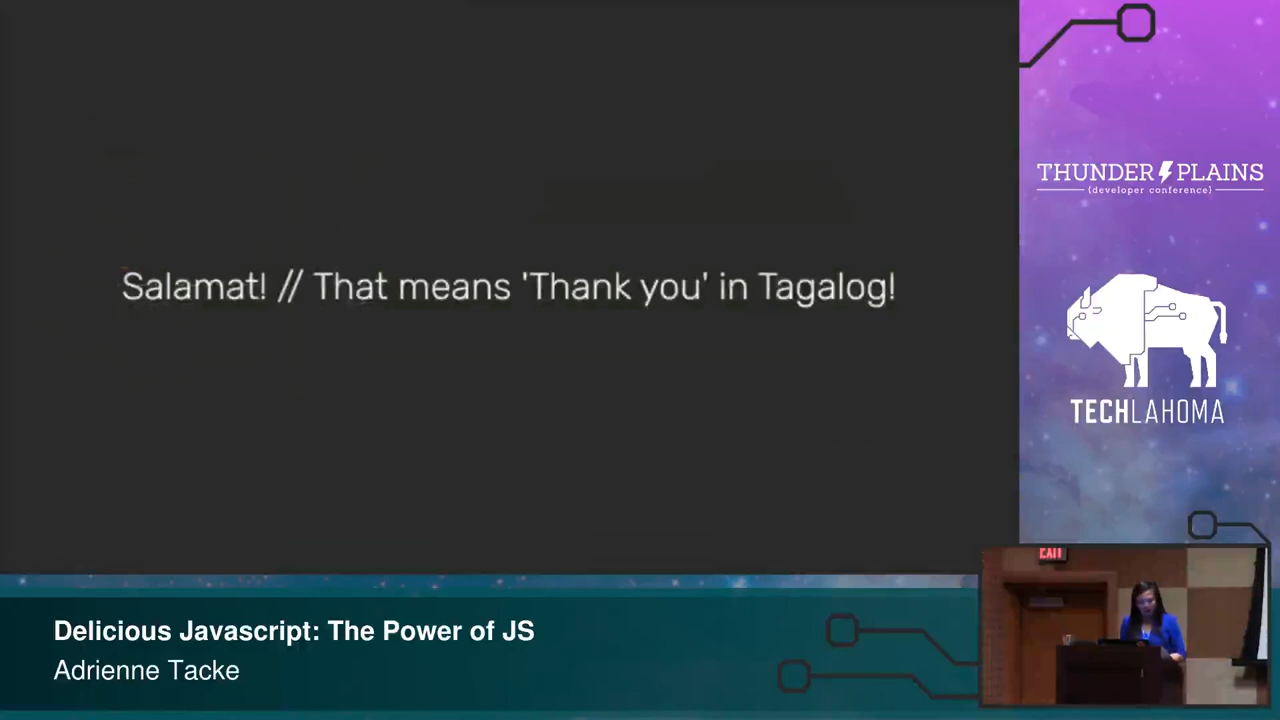 Salamat! // That means 'Thank you' in Tagalog!
THUNDER PLAINS
{developer conference}
TECHLAHOMA
EXIT
Delicious Javascript: The Power of JS
Adrienne Tacke